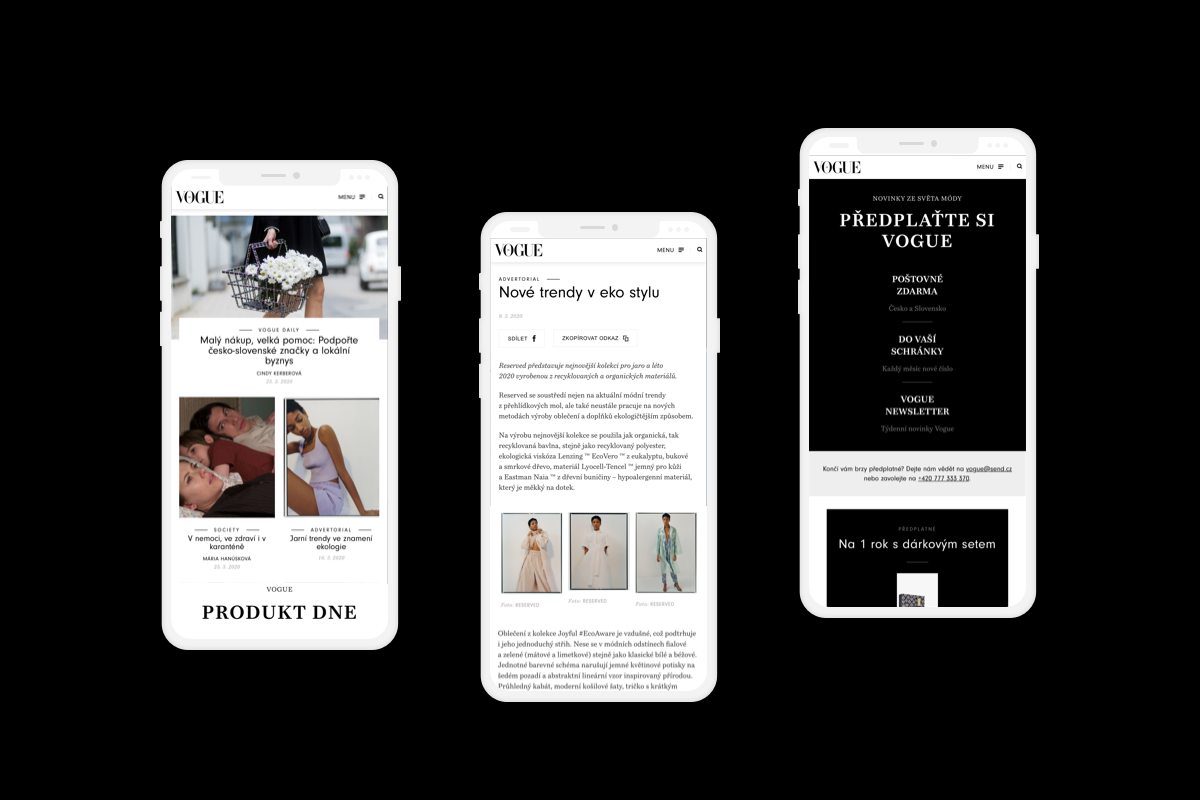 VOGUE
MENU
VOGUE DAILY
Malý nákup, velká pomoc: Podpořte
česko-slovenské značky a lokální
byznys
CINDY KERBEROVÁ
23. 3. 2020
SOCIETY
V nemoci, ve zdraví i v
karanténě
MÁRIA HANÚSKOVÁ
23. 3. 2020
ADVERTORIAL
Jarní trendy ve znamení
ekologie
19. 3. 2020
VOGUE
PRODUKT DNE
VOGUE
MENU
ADVERTORIAL
Nové trendy v eko stylu
9. 3. 2020
SDÍLET
ZKOPÍROVAT ODKAZ
Reserved představuje nejnovější kolekci pro jaro a léto
2020 vyrobenou z recyklovaných a organických materiálů.
Reserved se soustředí nejen na aktuální módní trendy
z přehlídkových mol, ale také neustále pracuje na nových
metodách výroby oblečení a doplňků ekologičtějším způsobem.
Na výrobu nejnovější kolekce se použila jak organická, tak
recyklovaná bavlna, stejně jako recyklovaný polyester,
ekologická viskóza Lenzing ™ EcoVero ™ z eukalyptu, bukové
a smrkové dřevo, materiál Lyocell-Tencel ™ jemný pro kůži
a Eastman Naia ™ z dřevní buničiny – hypoalergenní materiál,
který je měkký na dotek.
Foto: RESERVED
Foto: RESERVED
Foto: RESERVED
Oblečení z kolekce Joyful #EcoAware je vzdušné, což podtrhuje
i jeho jednoduchý střih. Nese se v módních odstínech fialové
a zelené (mátové a limetkové) stejně jako klasické bílé a béžové.
Jednotné barevné schéma narušují jemné květinové potisky na
šedém pozadí a abstraktní lineární vzor inspirovaný přírodou.
Průhledný kabát, moderní košilové šaty, tričko s krátkým
VOGUE
MENU
NOVINKY ZE SVĚTA MÓDY
PŘEDPLAŤTE SI
VOGUE
POŠTOVNÉ
ZDARMA
Česko a Slovensko
DO VAŠÍ
SCHRÁNKY
Každý měsíc nové číslo
VOGUE
NEWSLETTER
Týdenní novinky Vogue
Končí vám brzy předplatné? Dejte nám vědět na vogue@send.cz
nebo zavolejte na +420 777 333 370.
PŘEDPLATNÉ
Na 1 rok s dárkovým setem